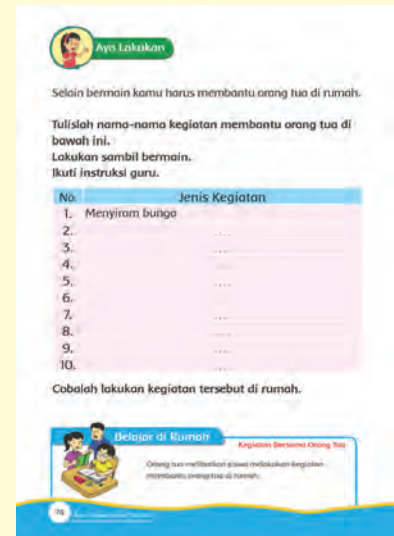 Ayo Lakukan
Selain bermain kamu harus membantu orang tua di rumah.
Tulislah nama-nama kegiatan membantu orang tua di
bawah ini.
Lakukan sambil bermain.
Ikuti instruksi guru.
No. Jenis Kegiatan
1. Menyiram bunga
2. ....
3. ....
4. ....
5. ....
6.
7. ....
8. ....
9. ....
10. ....
Cobalah lakukan kegiatan tersebut di rumah.
Belajar di Rumah
Kegiatan Bersama Orang Tua
Orang tua melibatkan siswa melakukan kegiatan
membantu orang tua di rumah.